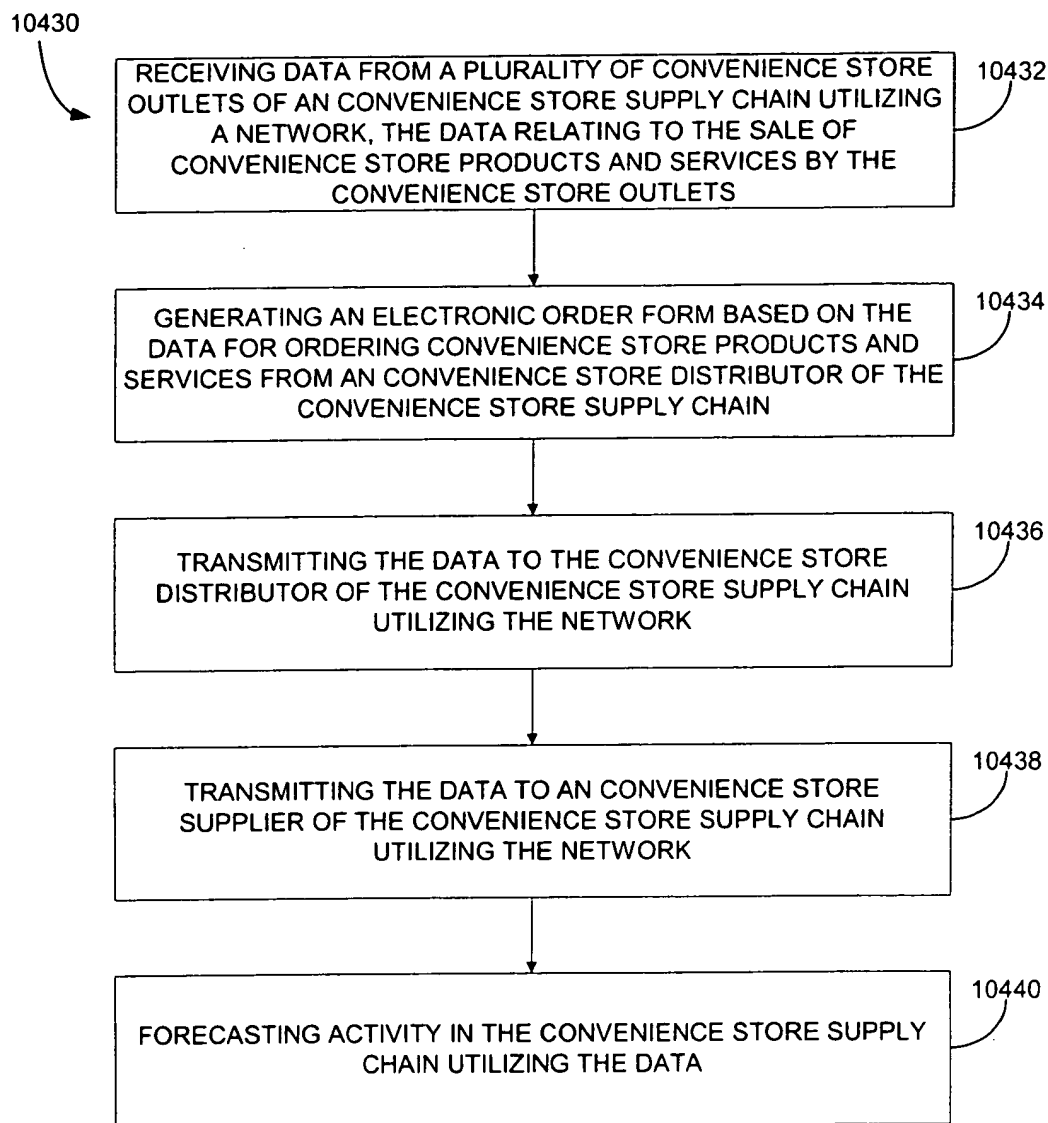 10430
RECEIVING DATA FROM A PLURALITY OF CONVENIENCE STORE
OUTLETS OF AN CONVENIENCE STORE SUPPLY CHAIN UTILIZING
A NETWORK, THE DATA RELATING TO THE SALE OF
CONVENIENCE STORE PRODUCTS AND SERVICES BY THE
CONVENIENCE STORE OUTLETS
10432
GENERATING AN ELECTRONIC ORDER FORM BASED ON THE
DATA FOR ORDERING CONVENIENCE STORE PRODUCTS AND
SERVICES FROM AN CONVENIENCE STORE DISTRIBUTOR OF THE
CONVENIENCE STORE SUPPLY CHAIN
10434
TRANSMITTING THE DATA TO THE CONVENIENCE STORE
DISTRIBUTOR OF THE CONVENIENCE STORE SUPPLY CHAIN
UTILIZING THE NETWORK
10436
TRANSMITTING THE DATA TO AN CONVENIENCE STORE
SUPPLIER OF THE CONVENIENCE STORE SUPPLY CHAIN
UTILIZING THE NETWORK
10438
FORECASTING ACTIVITY IN THE CONVENIENCE STORE SUPPLY
CHAIN UTILIZING THE DATA
10440